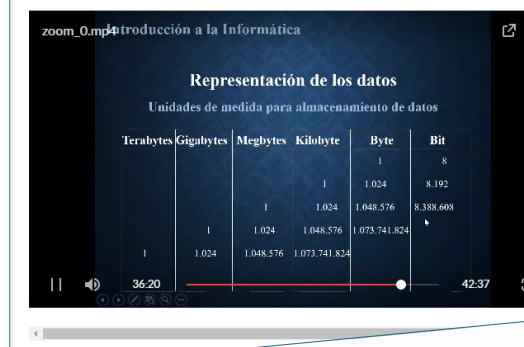 zoom_0.mp4
Introducción a la Informática
Representación de los datos
Unidades de medida para almacenamiento de datos
Terabytes Gigabytes Megbytes Kilobyte Byte Bit
1 8
1 1.024 8.192
1 1.024 1.048.576 8.388.608
1 1.024 1.048.576 1.073.741.824
1 1.024 1.048.576 1.073.741.824
36:20 42:37